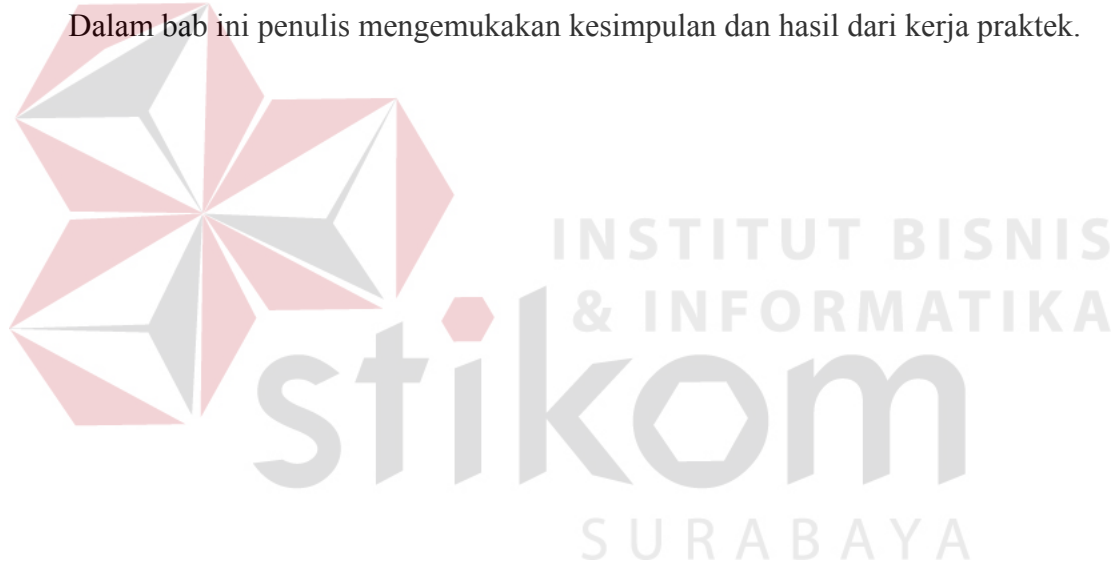 Dalam bab ini penulis mengemukakan kesimpulan dan hasil dari kerja praktek.
INSTITUT BISNIS
& INFORMATIKA
stikom
SURABAYA